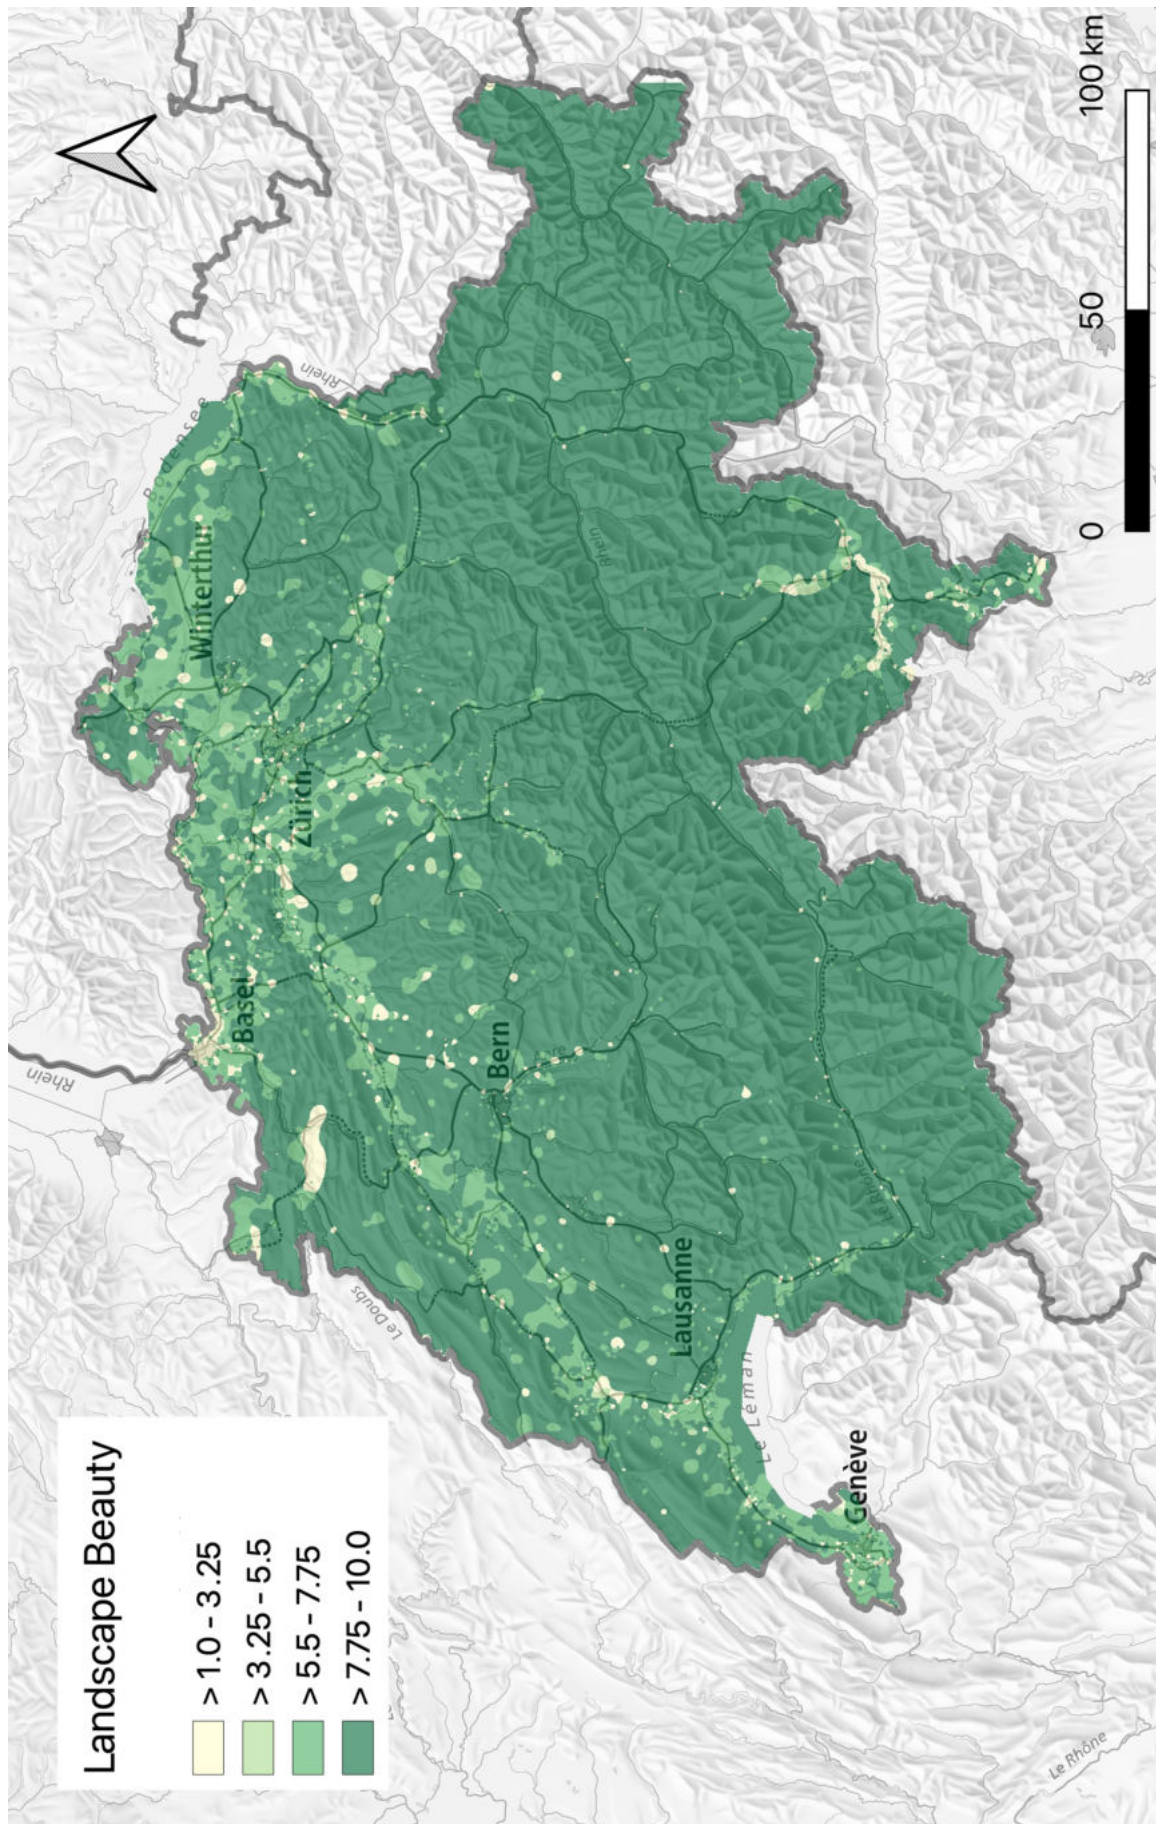 Landscape Beauty
> 1.0 - 3.25
> 3.25 - 5.5
> 5.5 - 7.75
> 7.75 - 10.0
Rhein
Bodensee
Rhein
Basel
Winterthur
Zürich
Le Doubs
Bern
Aare
Rhein
Lausanne
Le Léman
Le Rhône
Genève
Le Rhône
0
50
100 km